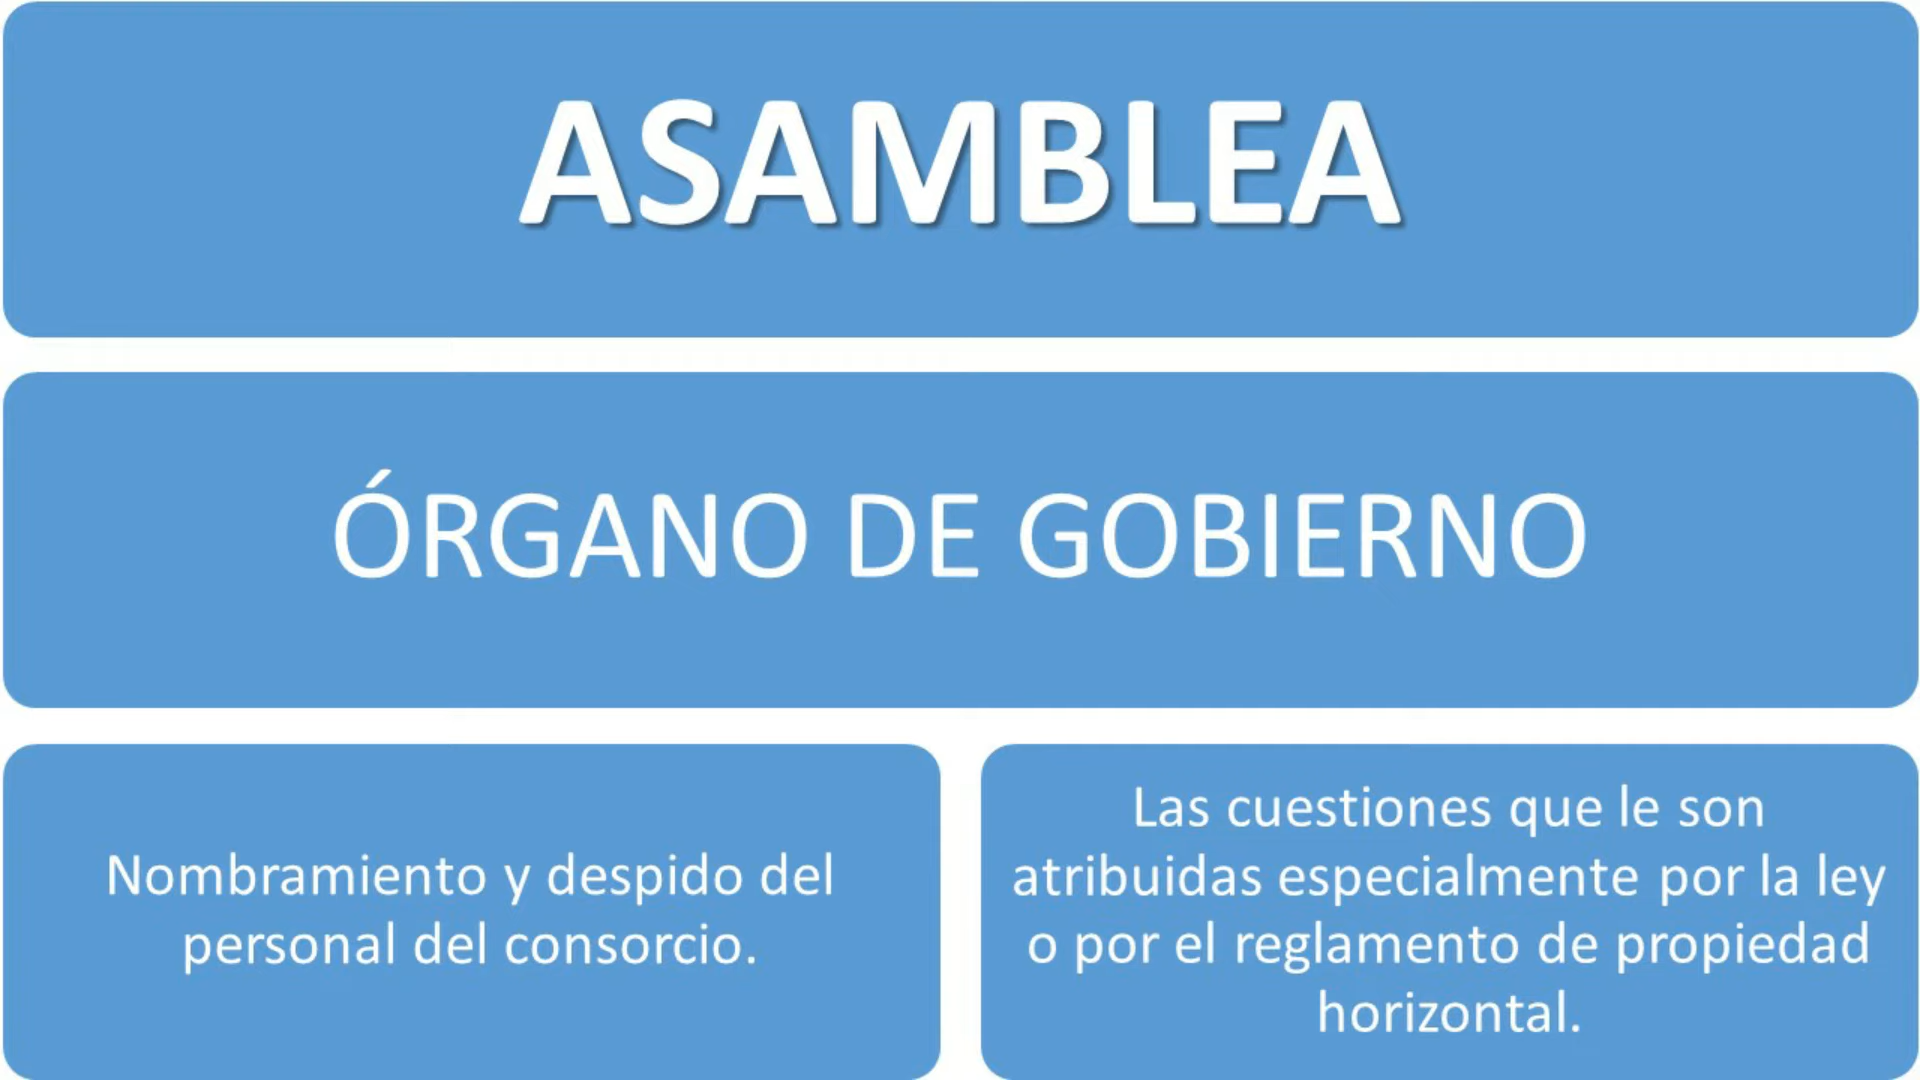 ASAMBLEA
ÓRGANO DE GOBIERNO
Nombramiento y despido del
personal del consorcio.
Las cuestiones que le son
atribuidas especialmente por la ley
o por el reglamento de propiedad
horizontal.